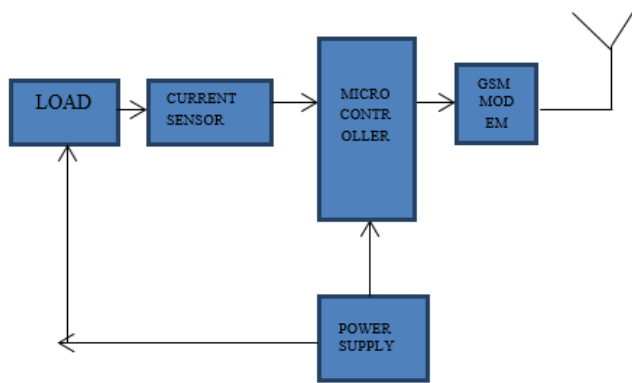 LOAD
CURRENT
SENSOR
MICRO
CONTR
OLLER
GSM
MOD
EM
POWER
SUPPLY